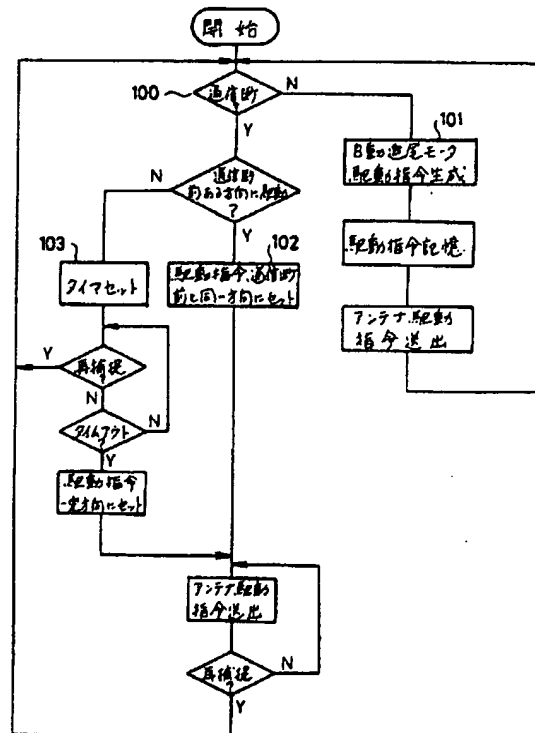 開始
100
通信断
?
N
Y
101
自動追尾モータ
駆動指令生成
駆動指令記憶
アンテナ駆動
指令送出
通信断
前ある方向に駆動
?
N
Y
103
タイマセット
102
駆動指令、通信断
前と同一方向にセット
再捕捉
?
Y
N
タイムアウト
?
N
Y
駆動指令
一定方向にセット
アンテナ駆動
指令送出
再捕捉
?
N
Y